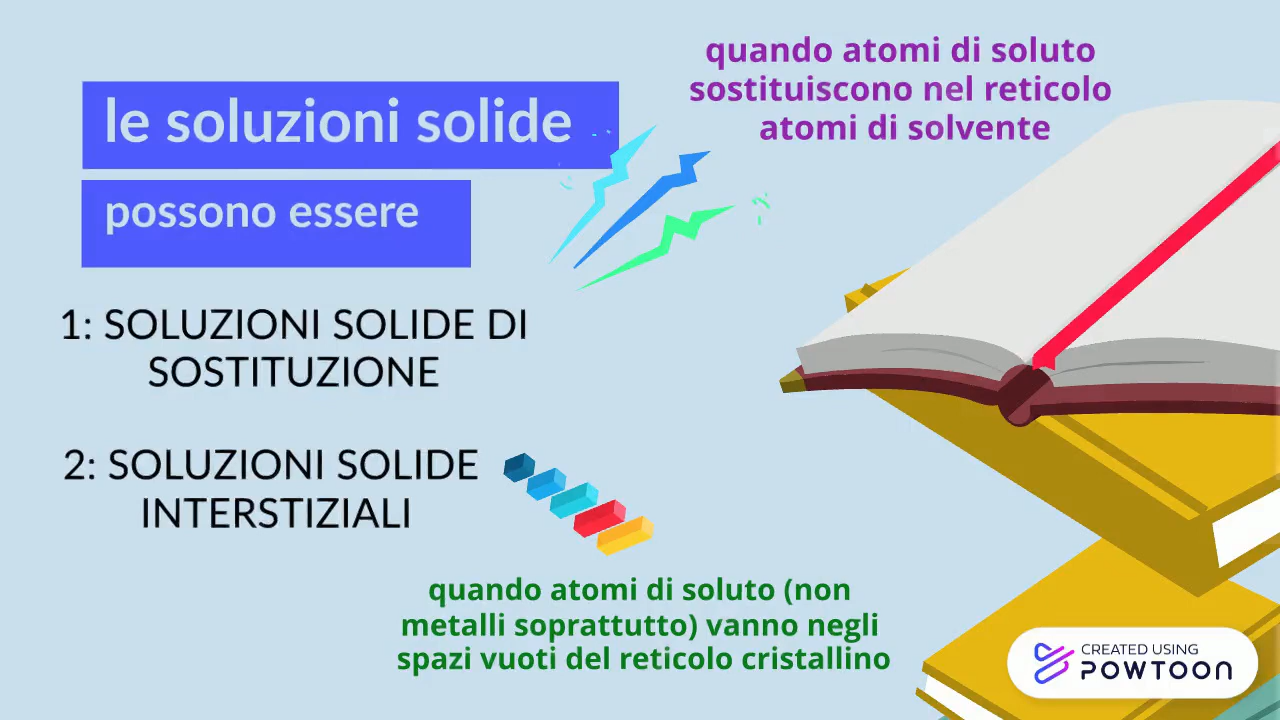 le soluzioni solide
possono essere
quando atomi di soluto
sostituiscono nel reticolo
atomi di solvente
1: SOLUZIONI SOLIDE DI
SOSTITUZIONE
2: SOLUZIONI SOLIDE
INTERSTIZIALI
quando atomi di soluto (non
metalli soprattutto) vanno negli
spazi vuoti del reticolo cristallino
CREATED USING
POWTOON